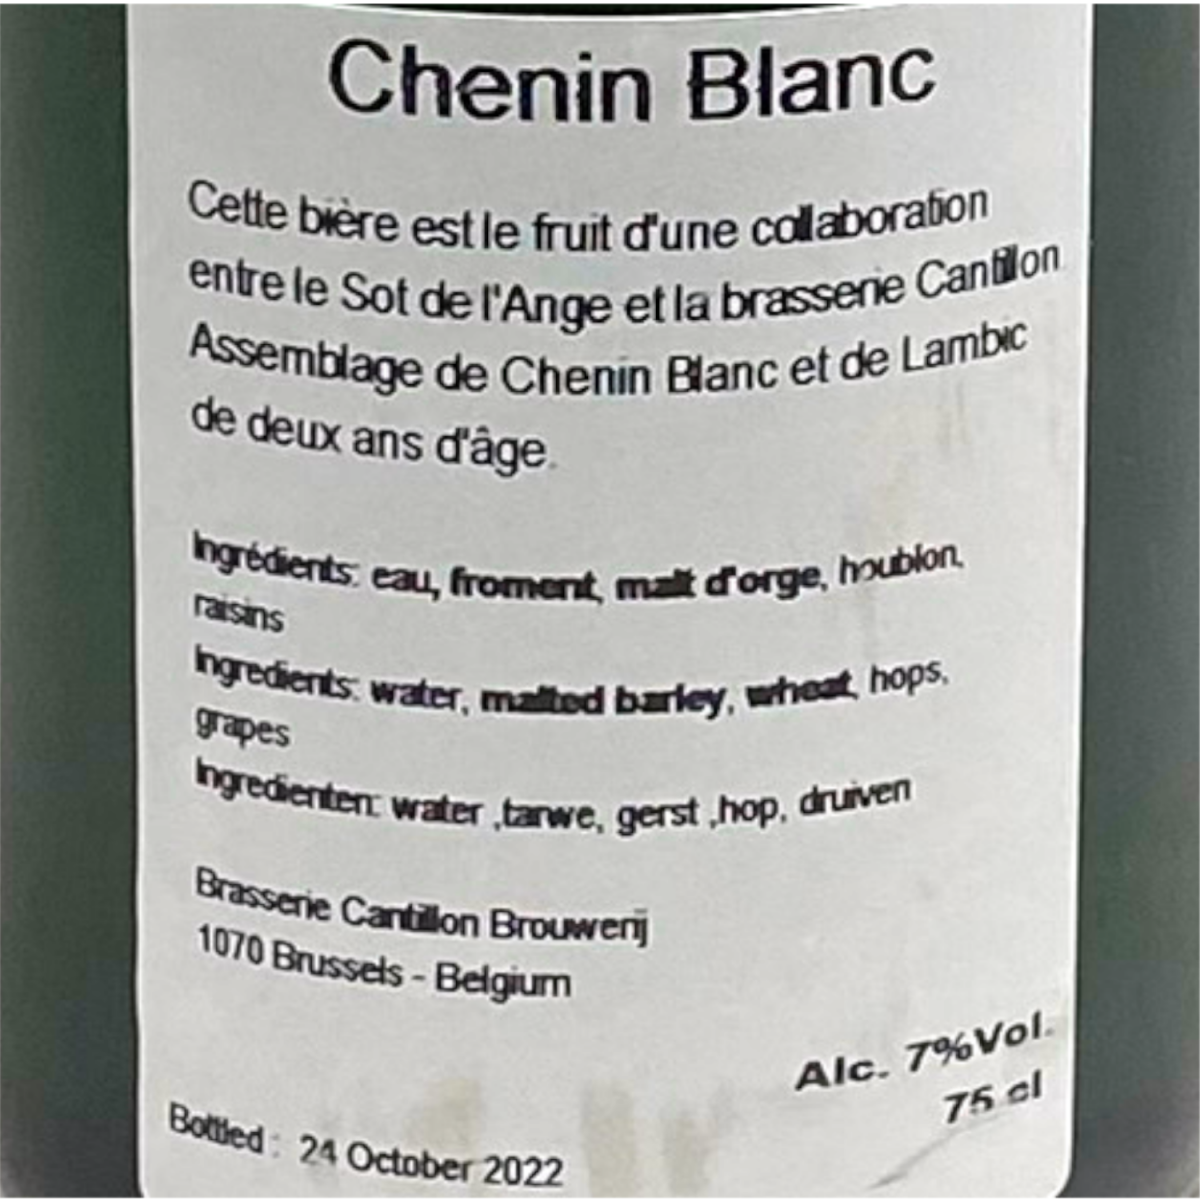 Chenin Blanc
Cette bière est le fruit d'une collaboration
entre le Sot de l'Ange et la brasserie Cantillon
Assemblage de Chenin Blanc et de Lambic
de deux ans d'âge.
Ingrédients: eau, froment, malt d'orge, houblon,
raisins
Ingredients: water, malted barley, wheat, hops,
grapes
Ingredienten: water ,tarwe, gerst ,hop, druiven
Brasserie Cantillon Brouwerij
1070 Brussels - Belgium
Alc. 7%Vol.
75 cl
Bottled : 24 October 2022